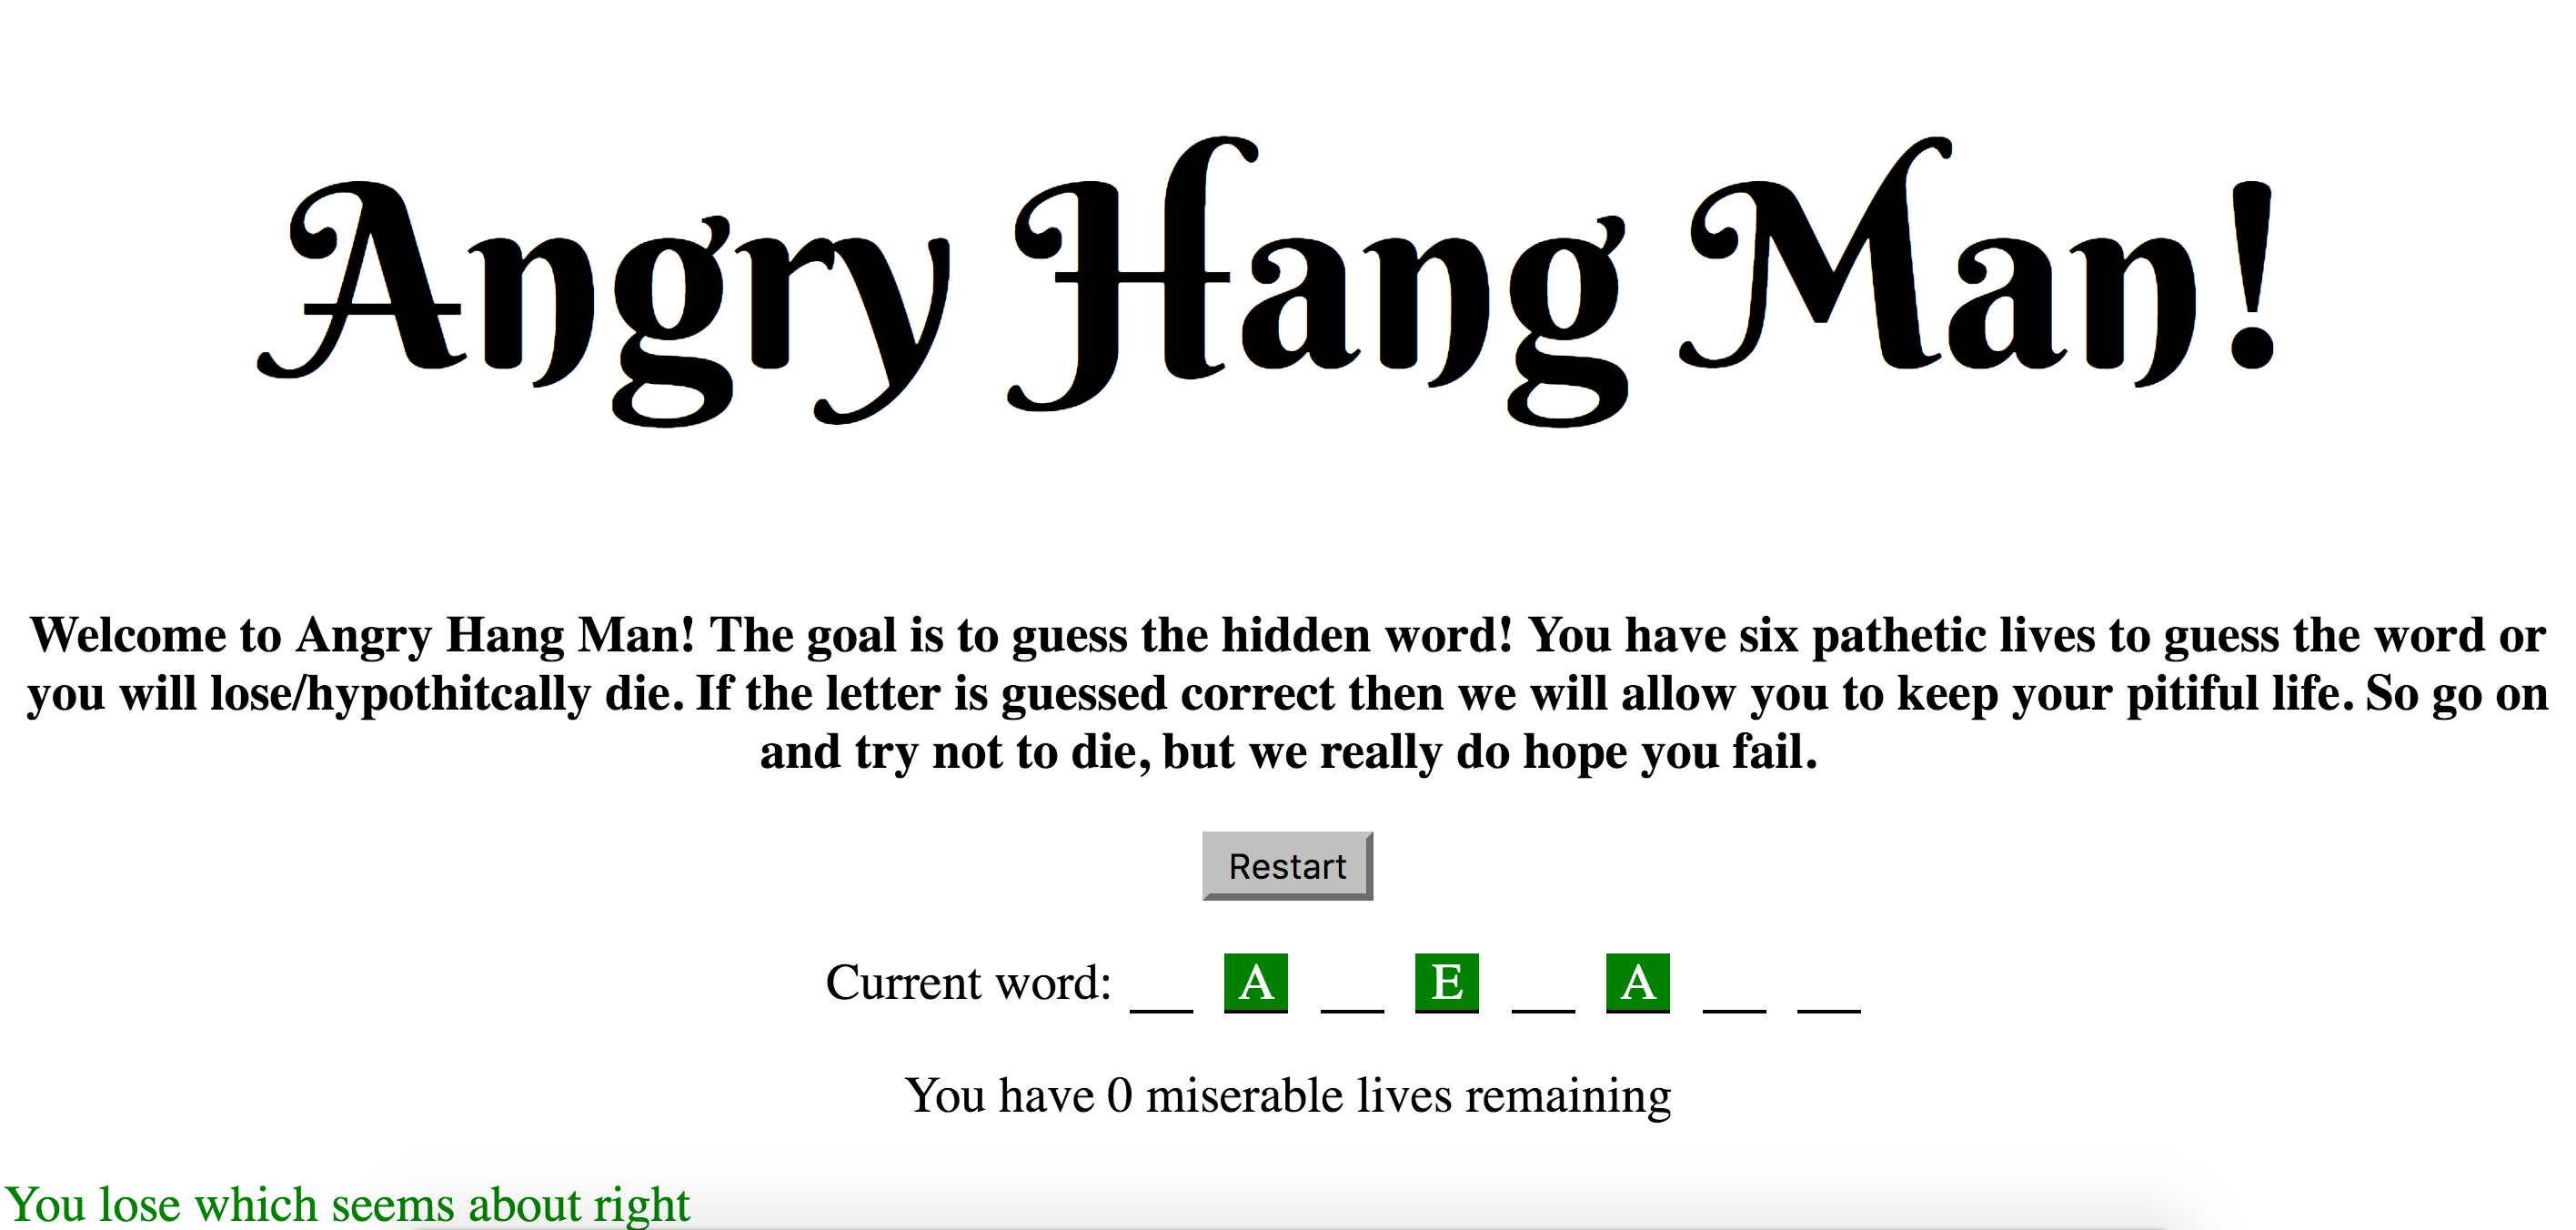 Angry Hang Man!
Welcome to Angry Hang Man! The goal is to guess the hidden word! You have six pathetic lives to guess the word or
you will lose/hypothitcally die. If the letter is guessed correct then we will allow you to keep your pitiful life. So go on
and try not to die, but we really do hope you fail.
Restart
Current word: __ A __ E __ A __ __
You have 0 miserable lives remaining
You lose which seems about right